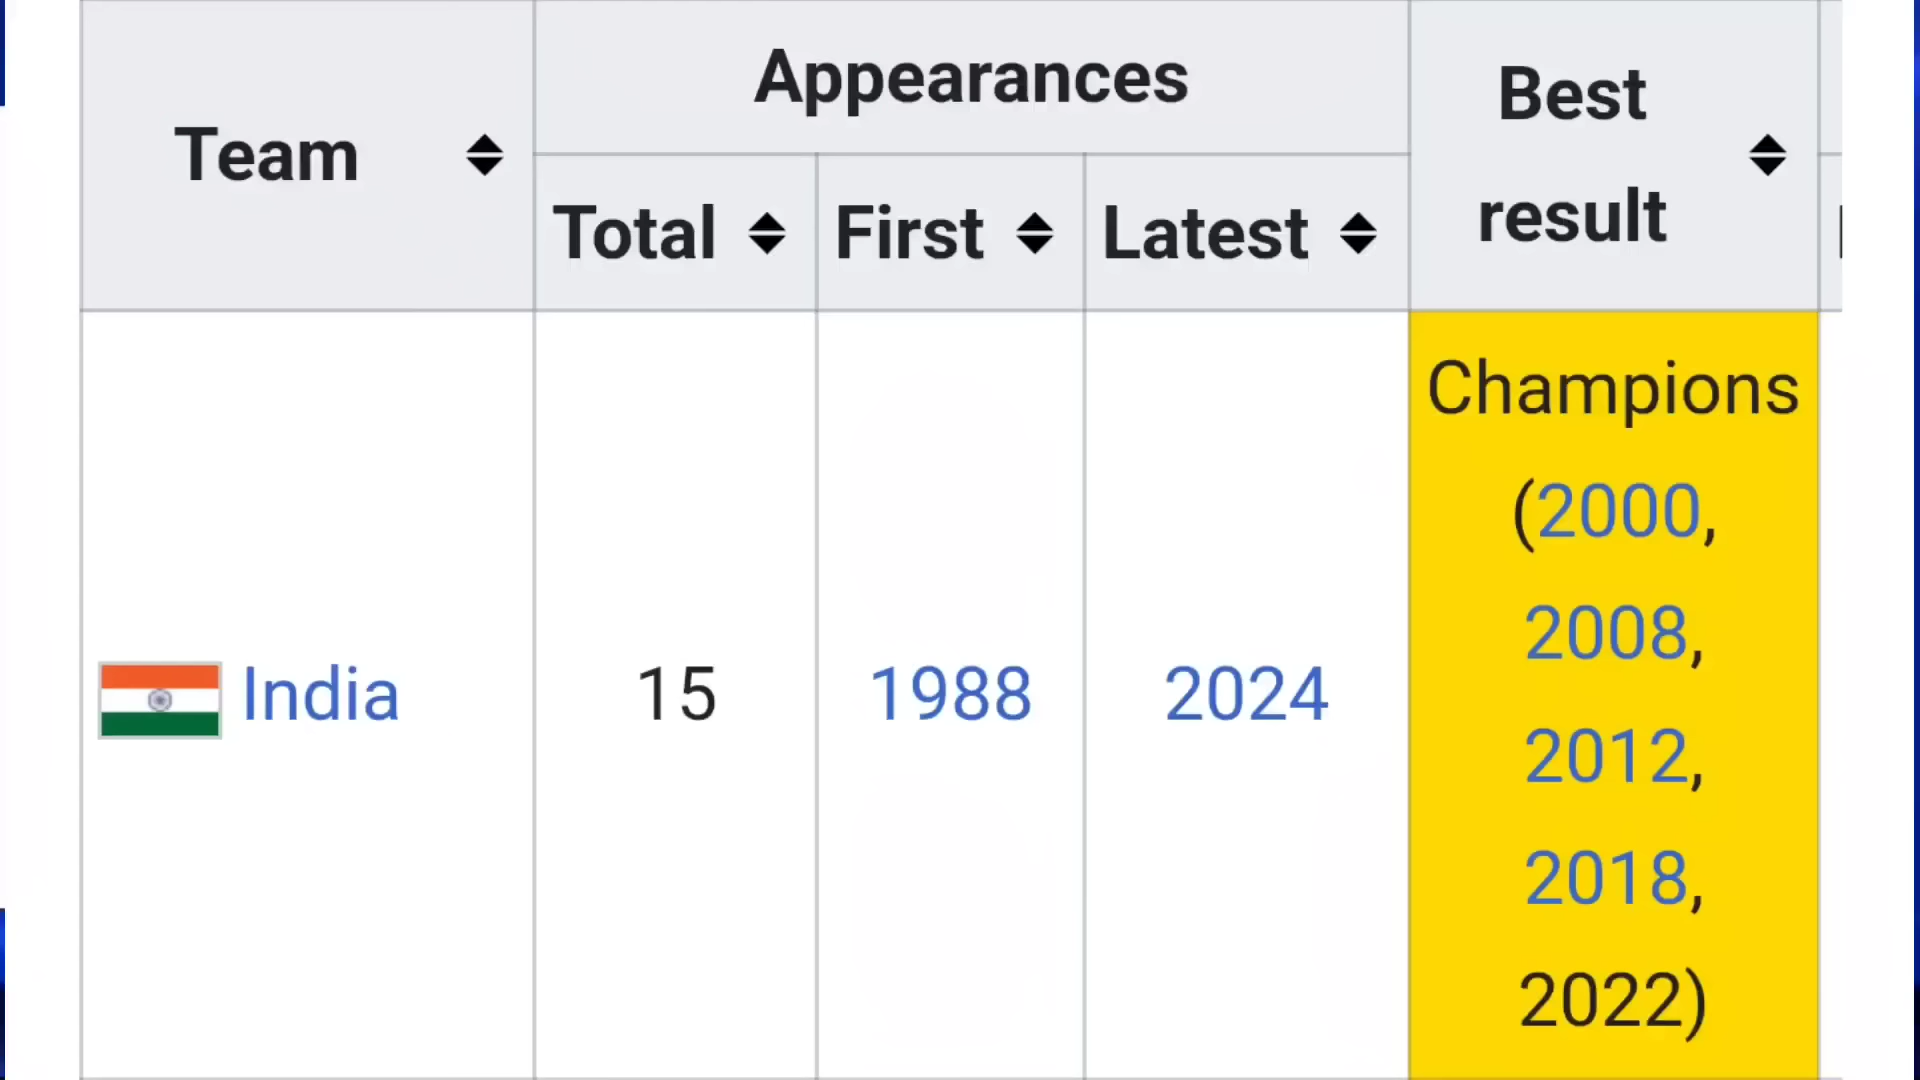 Team
Appearances
Total
First
Latest
Best
result
India
15
1988
2024
Champions
(2000,
2008,
2012,
2018,
2022)